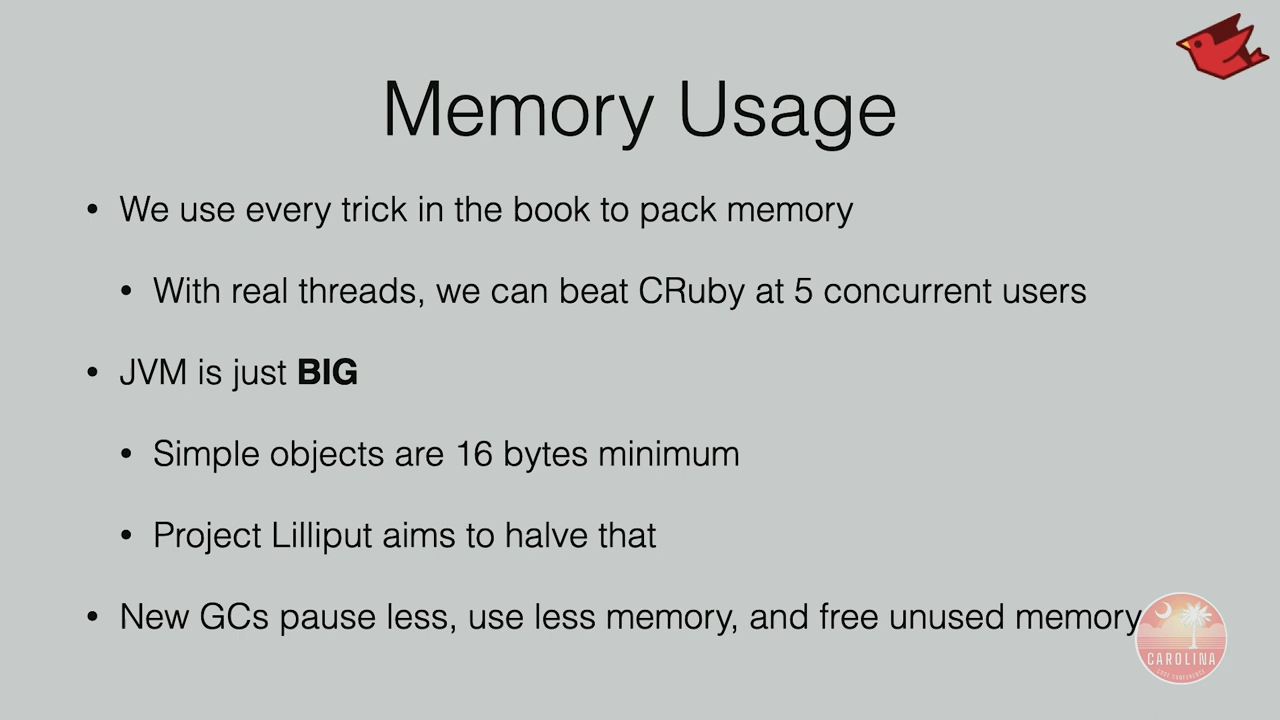 Memory Usage
• We use every trick in the book to pack memory
• With real threads, we can beat CRuby at 5 concurrent users
• JVM is just BIG
• Simple objects are 16 bytes minimum
• Project Lilliput aims to halve that
• New GCs pause less, use less memory, and free unused memory
CAROLINA
CODE CONFERENCE